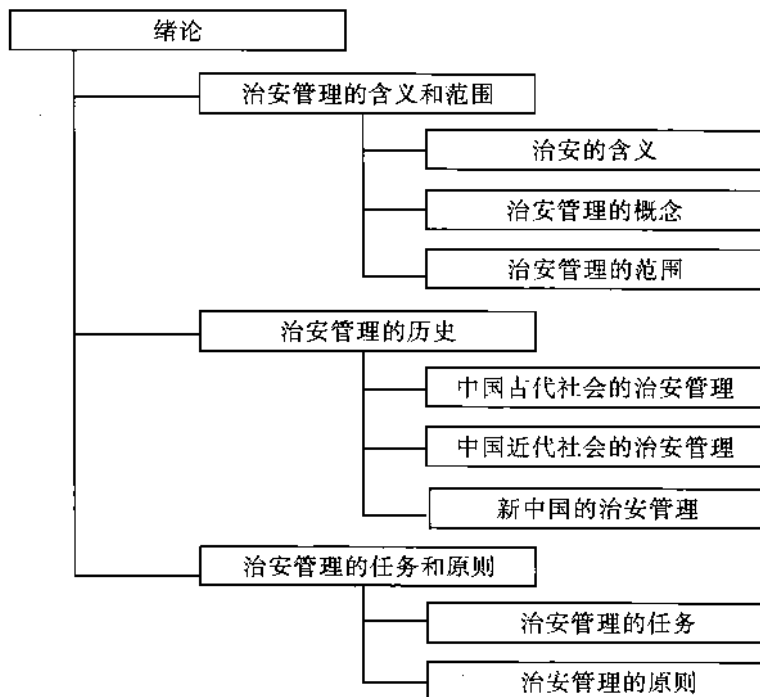 绪论
治安管理的含义和范围
治安的含义
治安管理的概念
治安管理的范围
治安管理的历史
中国古代社会的治安管理
中国近代社会的治安管理
新中国的治安管理
治安管理的任务和原则
治安管理的任务
治安管理的原则